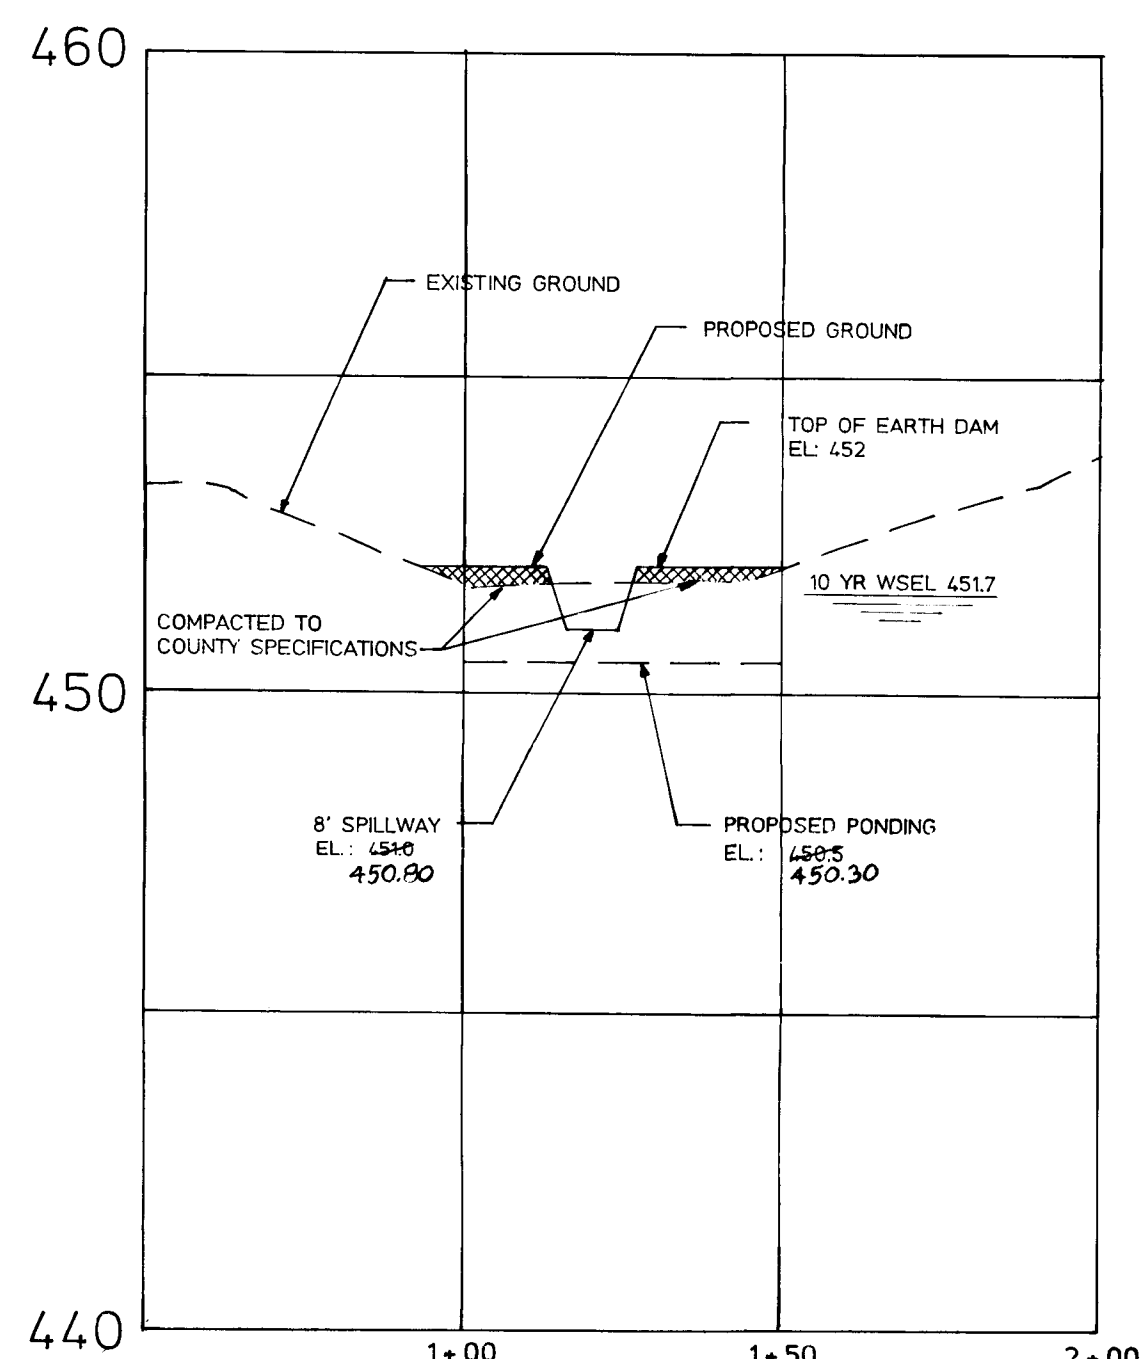 460
EXISTING GROUND
PROPOSED GROUND
TOP OF EARTH DAM
EL: 452
10 YR WSEL 451.7
COMPACTED TO
COUNTY SPECIFICATIONS
450
8' SPILLWAY
EL.: 451.0
450.80
PROPOSED PONDING
EL.: 450.5
450.30
440
1+00
1+50
2+00